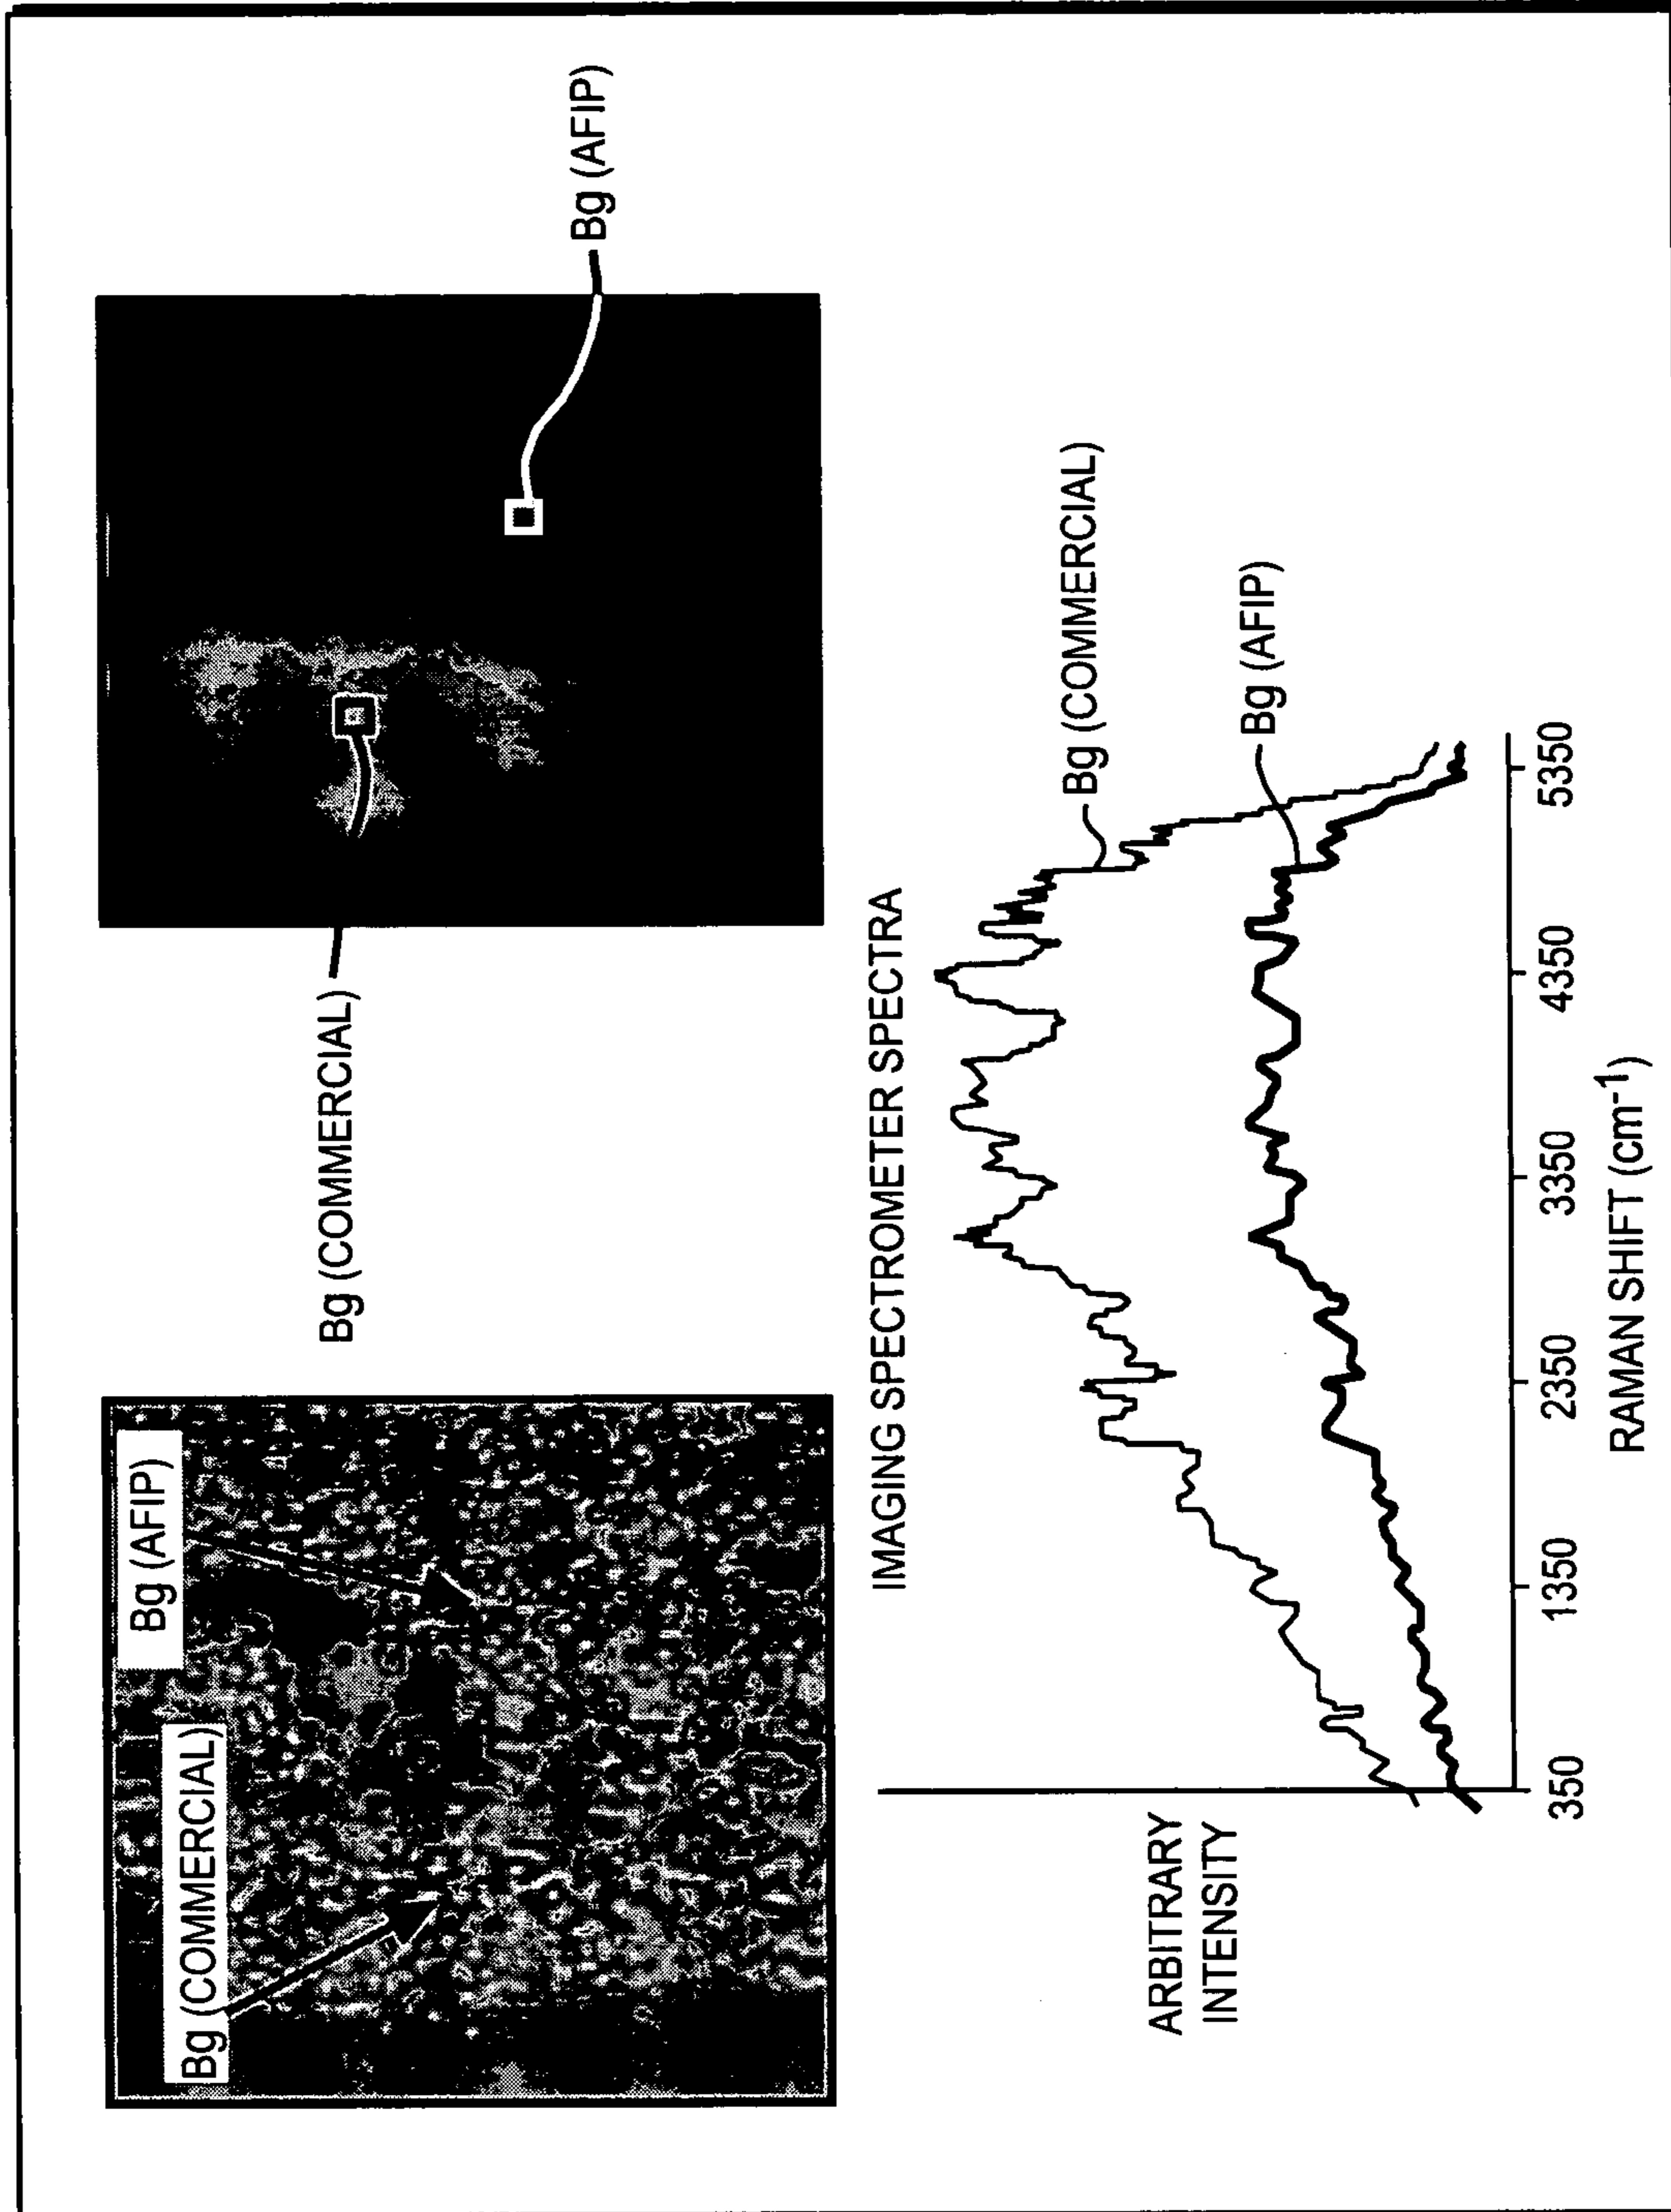 Bg (COMMERCIAL)
Bg (AFIP)
Bg (COMMERCIAL)
Bg (AFIP)
IMAGING SPECTROMETER SPECTRA
ARBITRARY
INTENSITY
Bg (COMMERCIAL)
Bg (AFIP)
350 1350 2350 3350 4350 5350
RAMAN SHIFT (cm⁻¹)